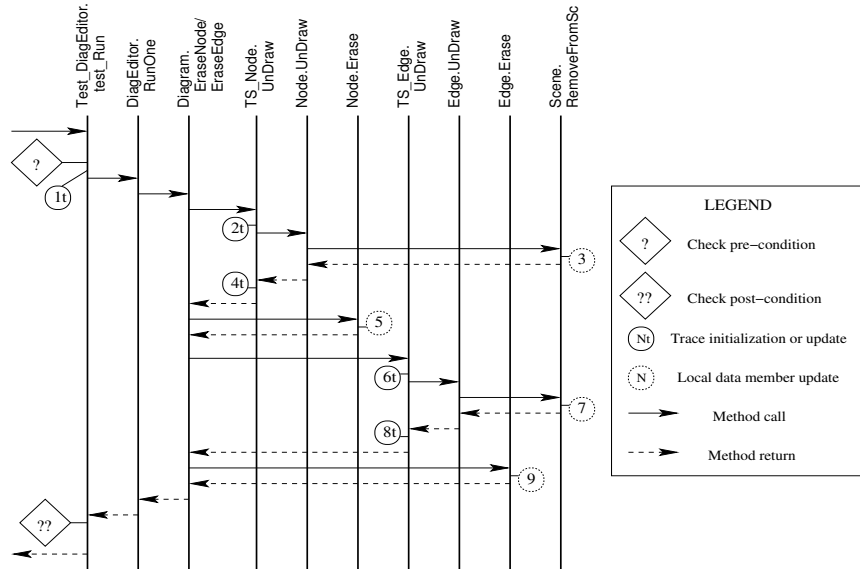 Test_DiagEditor.
test_Run
DiagEditor.
RunOne
Diagram.
EraseNode/
EraseEdge
TS_Node.
UnDraw
Node.UnDraw
Node.Erase
TS_Edge.
UnDraw
Edge.UnDraw
Edge.Erase
Scene.
RemoveFromSc
?
1t
2t
3
4t
5
6t
7
8t
9
??
LEGEND
? Check pre−condition
?? Check post−condition
Nt Trace initialization or update
N Local data member update
Method call
Method return